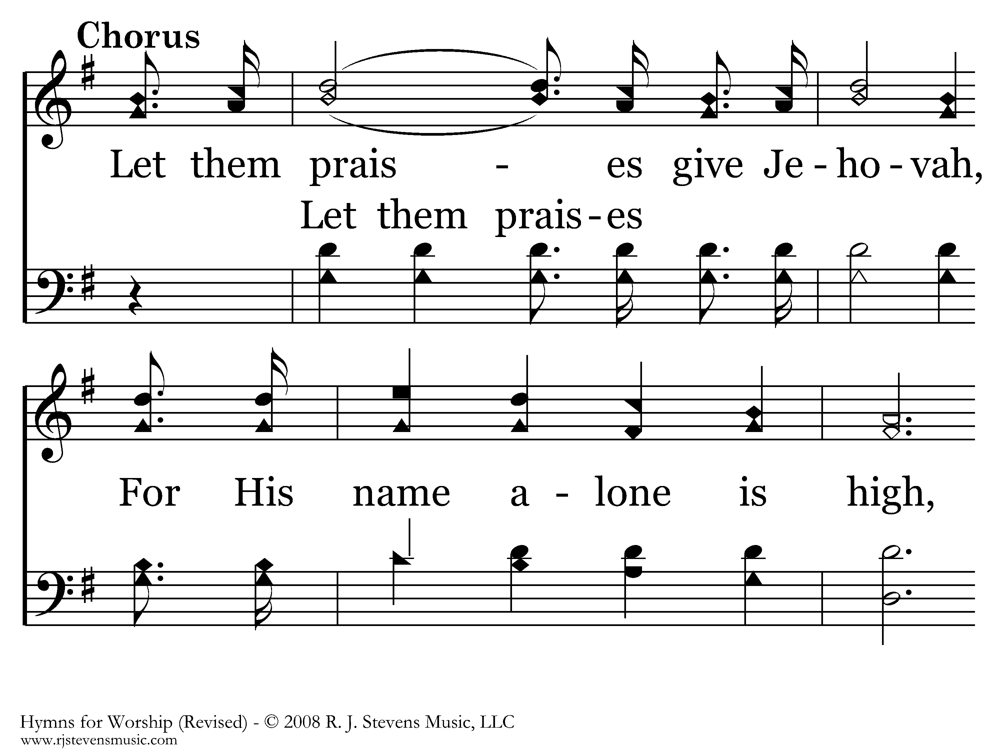 Chorus
Let them prais - es give Je - ho - vah,
Let them prais - es
For His name a - lone is high,
Hymns for Worship (Revised) - © 2008 R. J. Stevens Music, LLC
www.rjstevensmusic.com